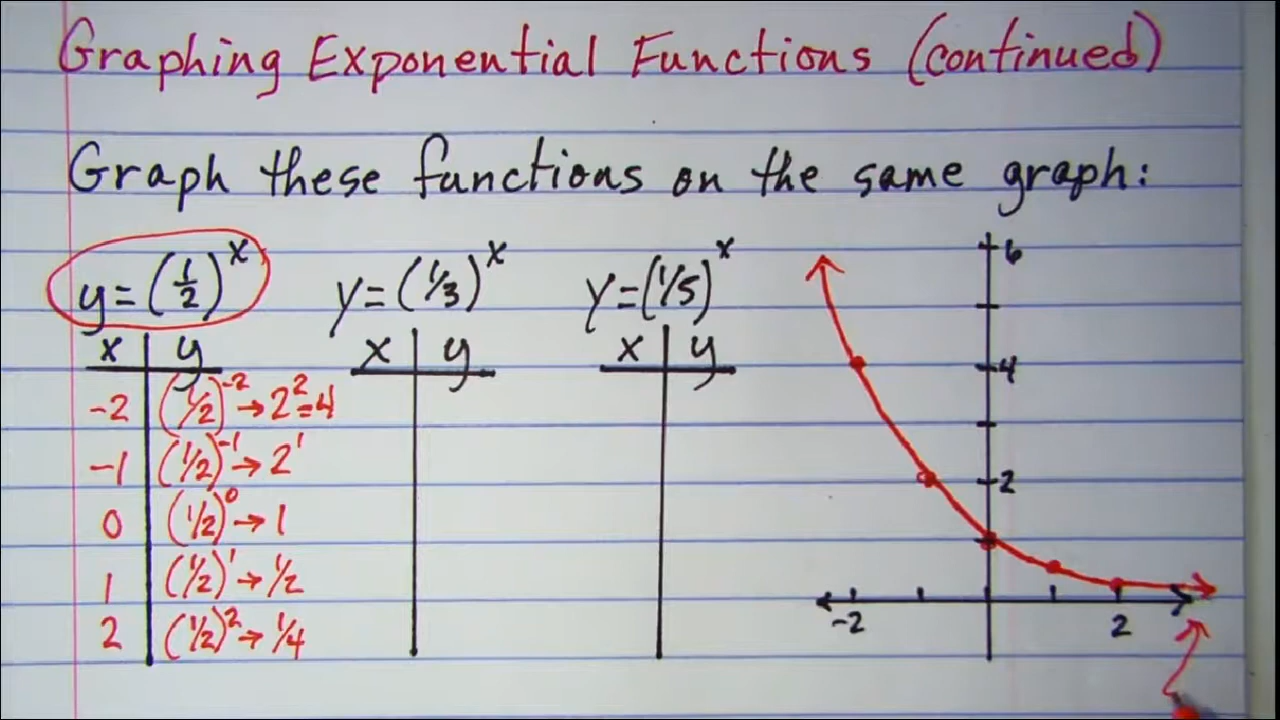 Graphing Exponential Functions (continued)
Graph these functions on the same graph:
y = (1/2)^x
x y
-2 (1/2)^-2 → 2^2 = 4
-1 (1/2)^-1 → 2^1
0 (1/2)^0 → 1
1 (1/2)^1 → 1/2
2 (1/2)^2 → 1/4
y = (1/3)^x
x y
y = (1/5)^x
x y
6
4
2
-2 2